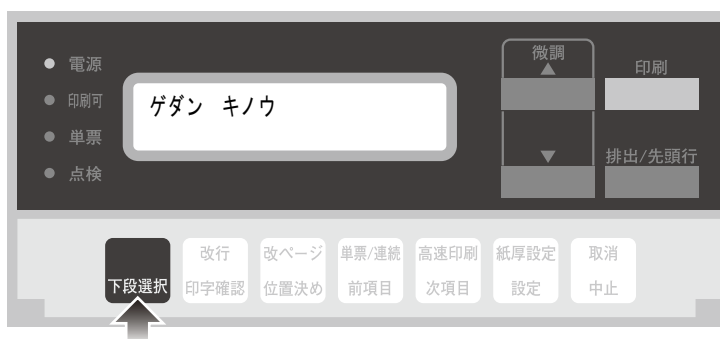 電源
印刷可
単票
点検
ゲダン キノウ
微調
▲
▼
印刷
排出/先頭行
下段選択
改行
印字確認
改ページ
位置決め
単票/連続
前項目
高速印刷
次項目
紙厚設定
設定
取消
中止